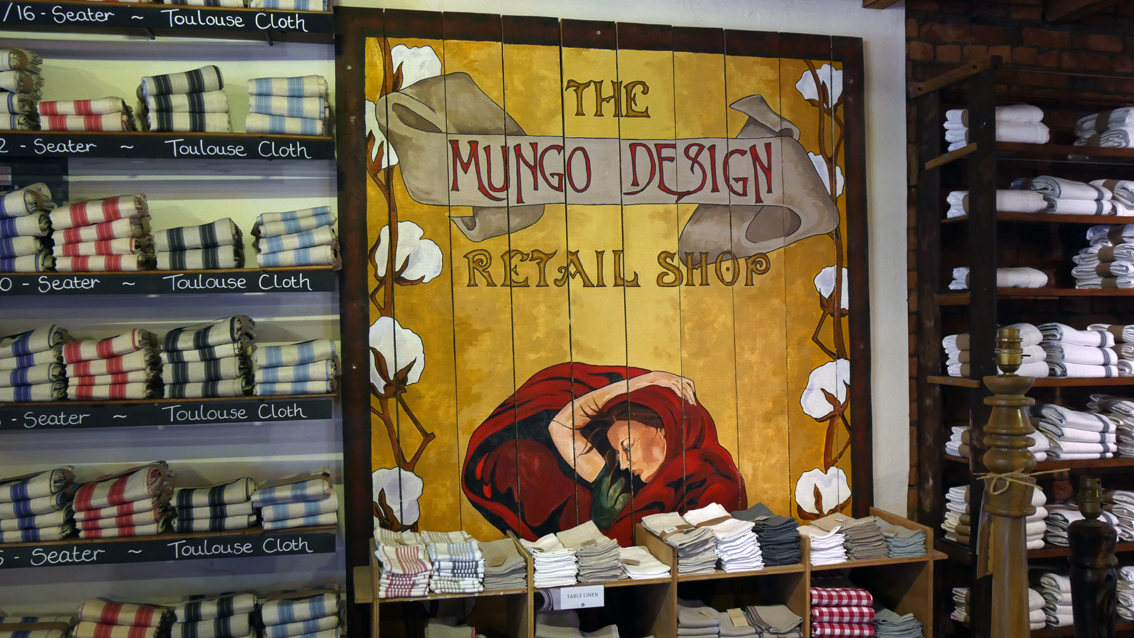 /16 - Seater ~ Toulouse Cloth
2 - Seater ~ Toulouse Cloth
0 - Seater ~ Toulouse Cloth
- Seater ~ Toulouse Cloth
- Seater ~ Toulouse Cloth
THE
MUNGO DESIGN
RETAIL SHOP
TABLE LINEN